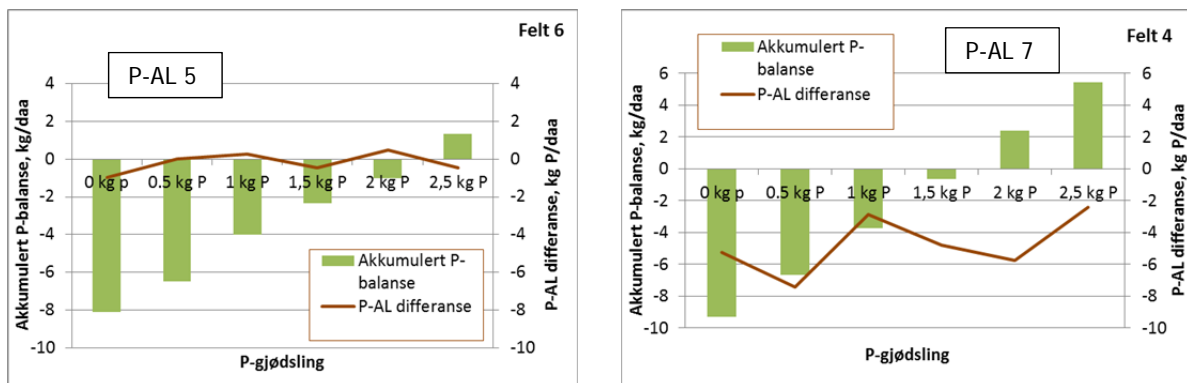 Felt 6
P-AL 5
Akkumulert P-balanse, kg/daa
4
2
0
-2
-4
-6
-8
-10
0 kg p 0.5 kg P 1 kg P 1,5 kg P 2 kg P 2,5 kg P
Akkumulert P-
balanse
P-AL differanse
4
2
0
-2
-4
-6
-8
-10
P-AL differanse, kg P/daa
P-gjødsling
Felt 4
P-AL 7
Akkumulert P-
balanse
P-AL differanse
Akkumulert P-balanse, kg/daa
6
4
2
0
-2
-4
-6
-8
-10
0 kg p 0.5 kg P 1 kg P 1,5 kg P 2 kg P 2,5 kg P
6
4
2
0
-2
-4
-6
-8
-10
P-AL differanse, kg P/daa
P-gjødsling